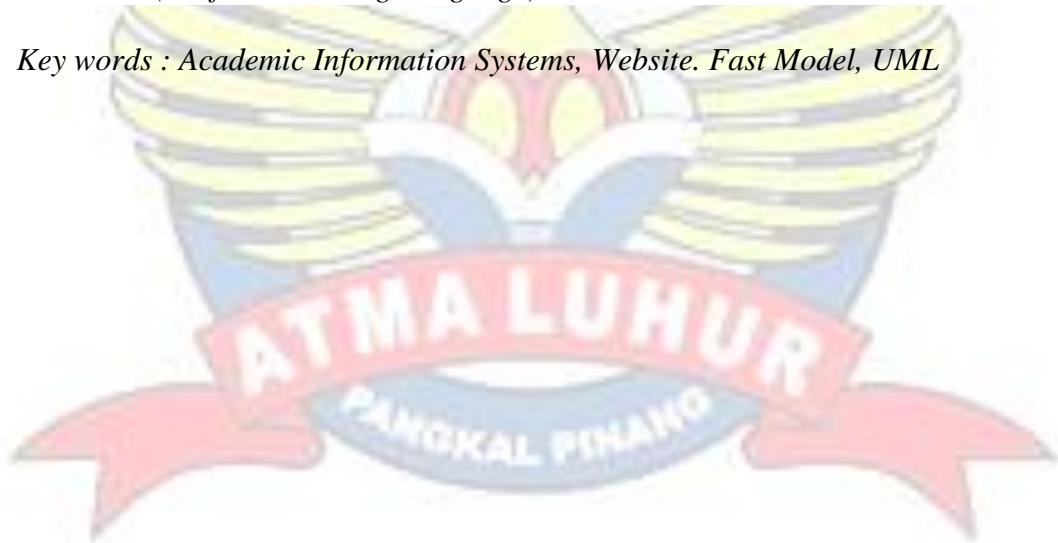 Key words : Academic Information Systems, Website. Fast Model, UML
ATMA LUHUR
PANGKAL PINANG